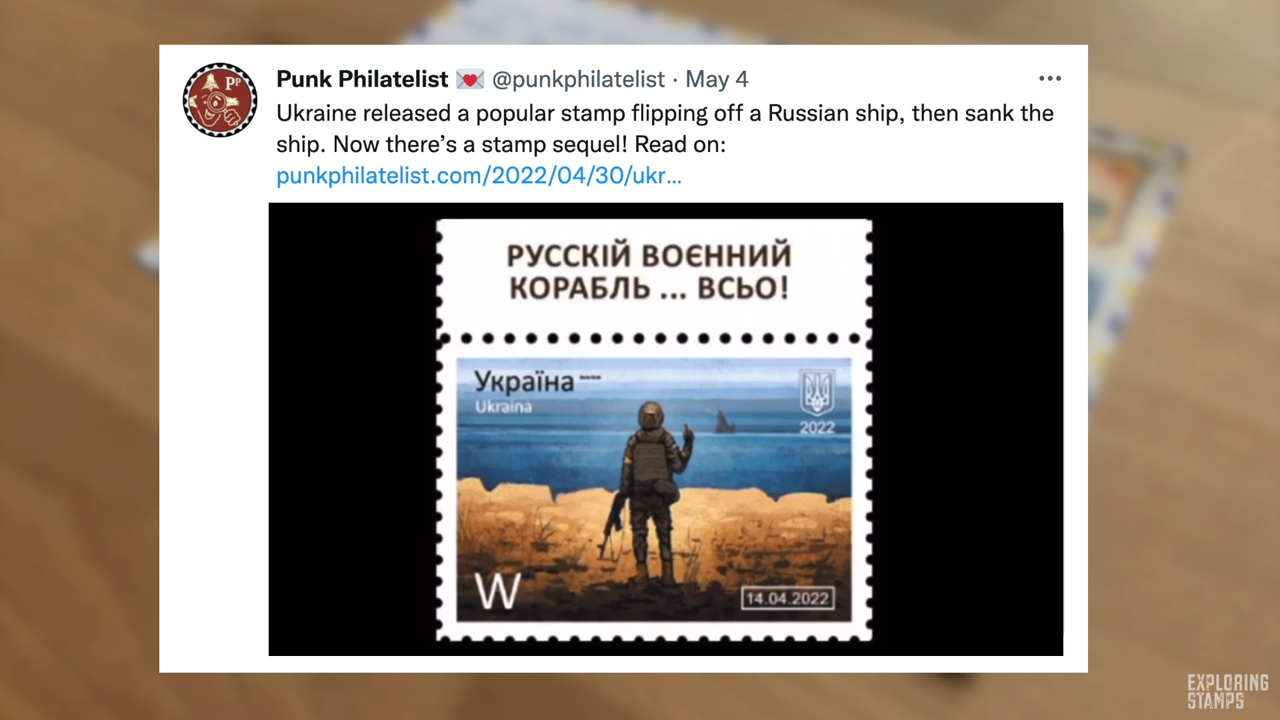 Punk Philatelist 💌 @punkphilatelist · May 4
Ukraine released a popular stamp flipping off a Russian ship, then sank the
ship. Now there’s a stamp sequel! Read on:
punkphilatelist.com/2022/04/30/ukr…
PP
РУССКІЙ ВОЄННИЙ
КОРАБЛЬ ... ВСЬО!
Україна
Ukraina
2022
W
14.04.2022
EXPLORING
STAMPS